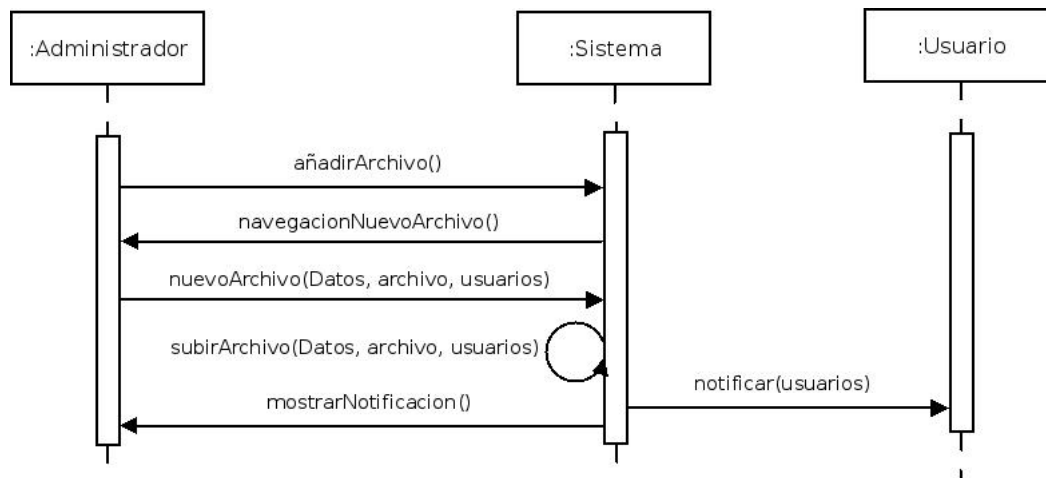 :Administrador
:Sistema
:Usuario
añadirArchivo()
navegacionNuevoArchivo()
nuevoArchivo(Datos, archivo, usuarios)
subirArchivo(Datos, archivo, usuarios)
notificar(usuarios)
mostrarNotificacion()